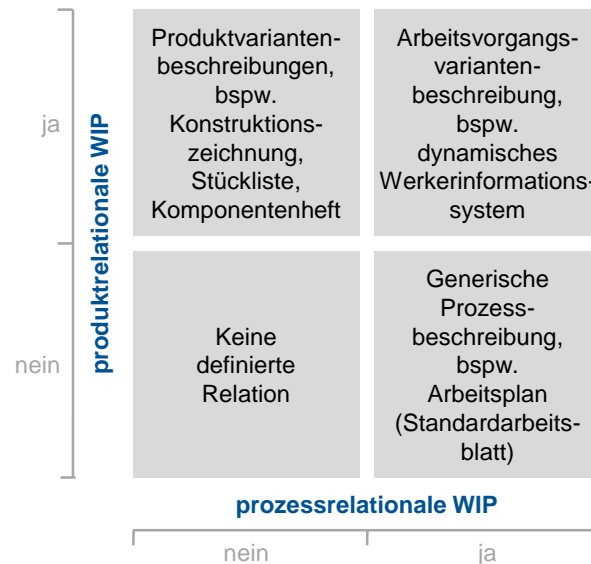 Produktvarianten-
beschreibungen,
bspw.
Konstruktions-
zeichnung,
Stückliste,
Komponentenheft
Arbeitsvorgangs-
varianten-
beschreibung,
bspw.
dynamisches
Werkerinformations-
system
ja
produktrelationale WIP
nein
Keine
definierte
Relation
Generische
Prozess-
beschreibung,
bspw.
Arbeitsplan
(Standardarbeits-
blatt)
prozessrelationale WIP
nein
ja